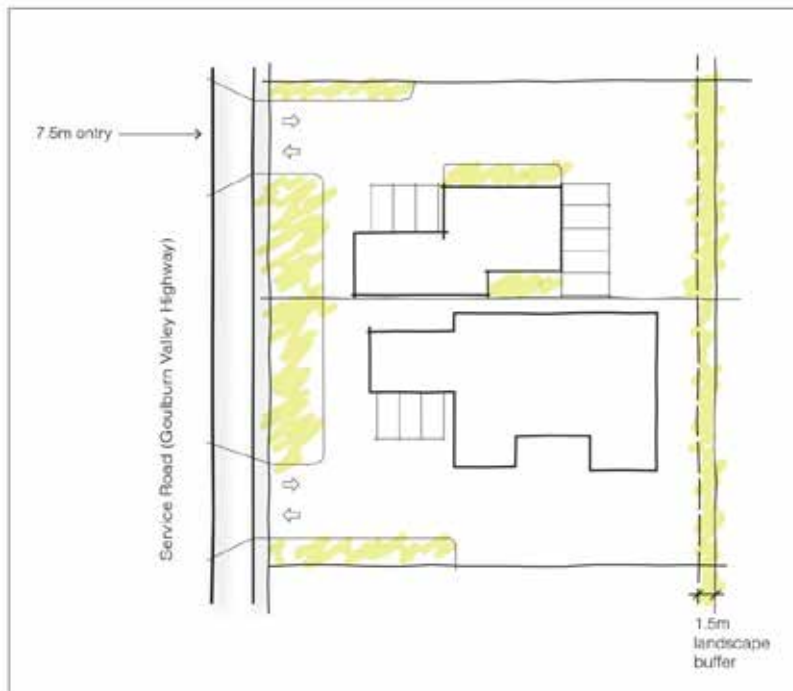 7.5m entry
Service Road (Goulburn Valley Highway)
1.5m
landscape
buffer